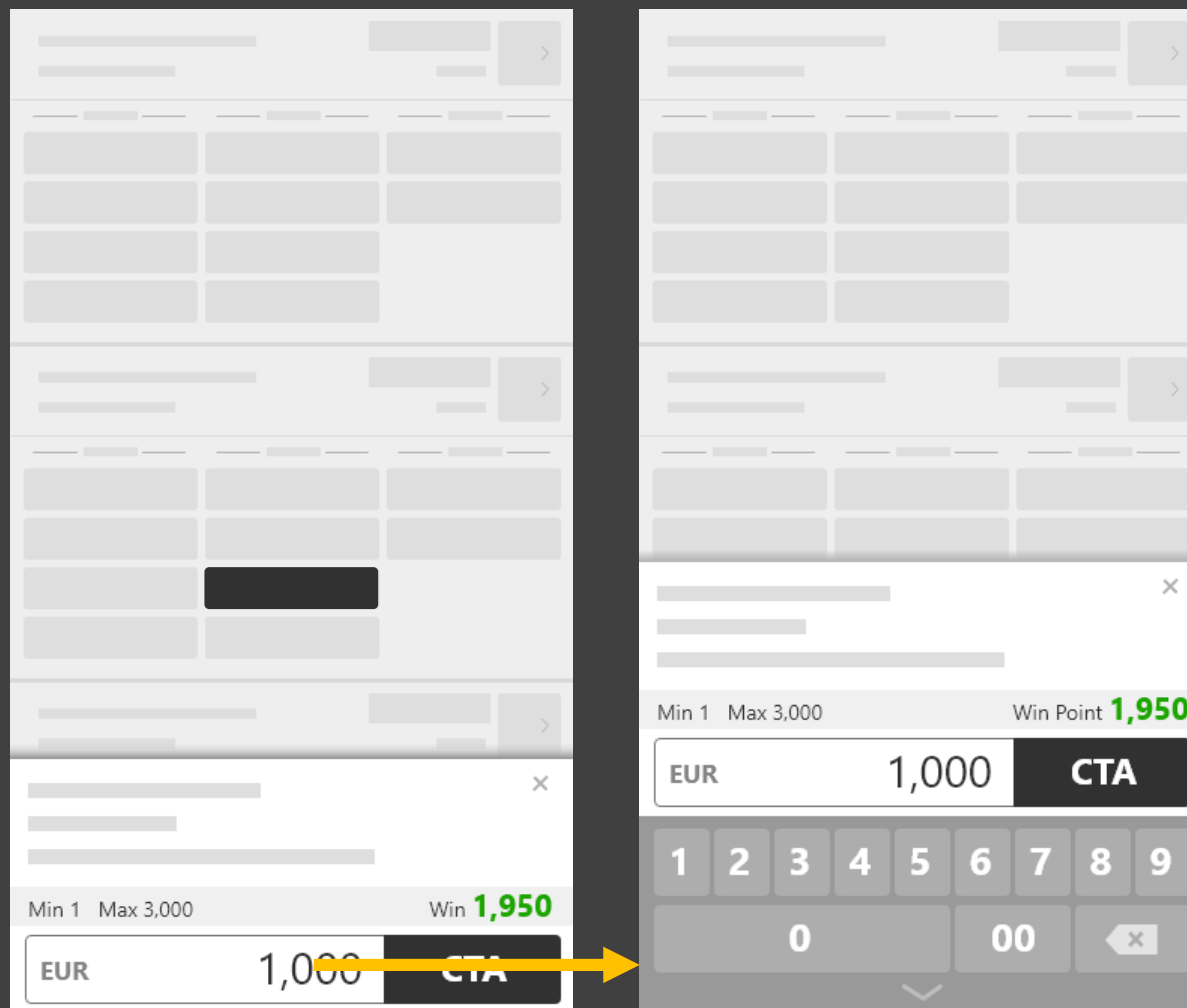 Min 1 Max 3,000 Win 1,950
EUR 1,000 CTA
Min 1 Max 3,000 Win Point 1,950
EUR 1,000 CTA
1 2 3 4 5 6 7 8 9
0 00